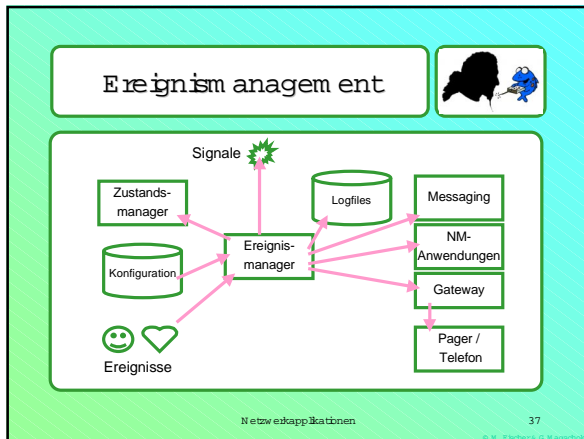 Ereignismanagement
Signale
Zustands-
manager
Logfiles
Messaging
Ereignis-
manager
NM-
Anwendungen
Konfiguration
Gateway
Pager /
Telefon
Ereignisse
Netzwerkapplikationen
37